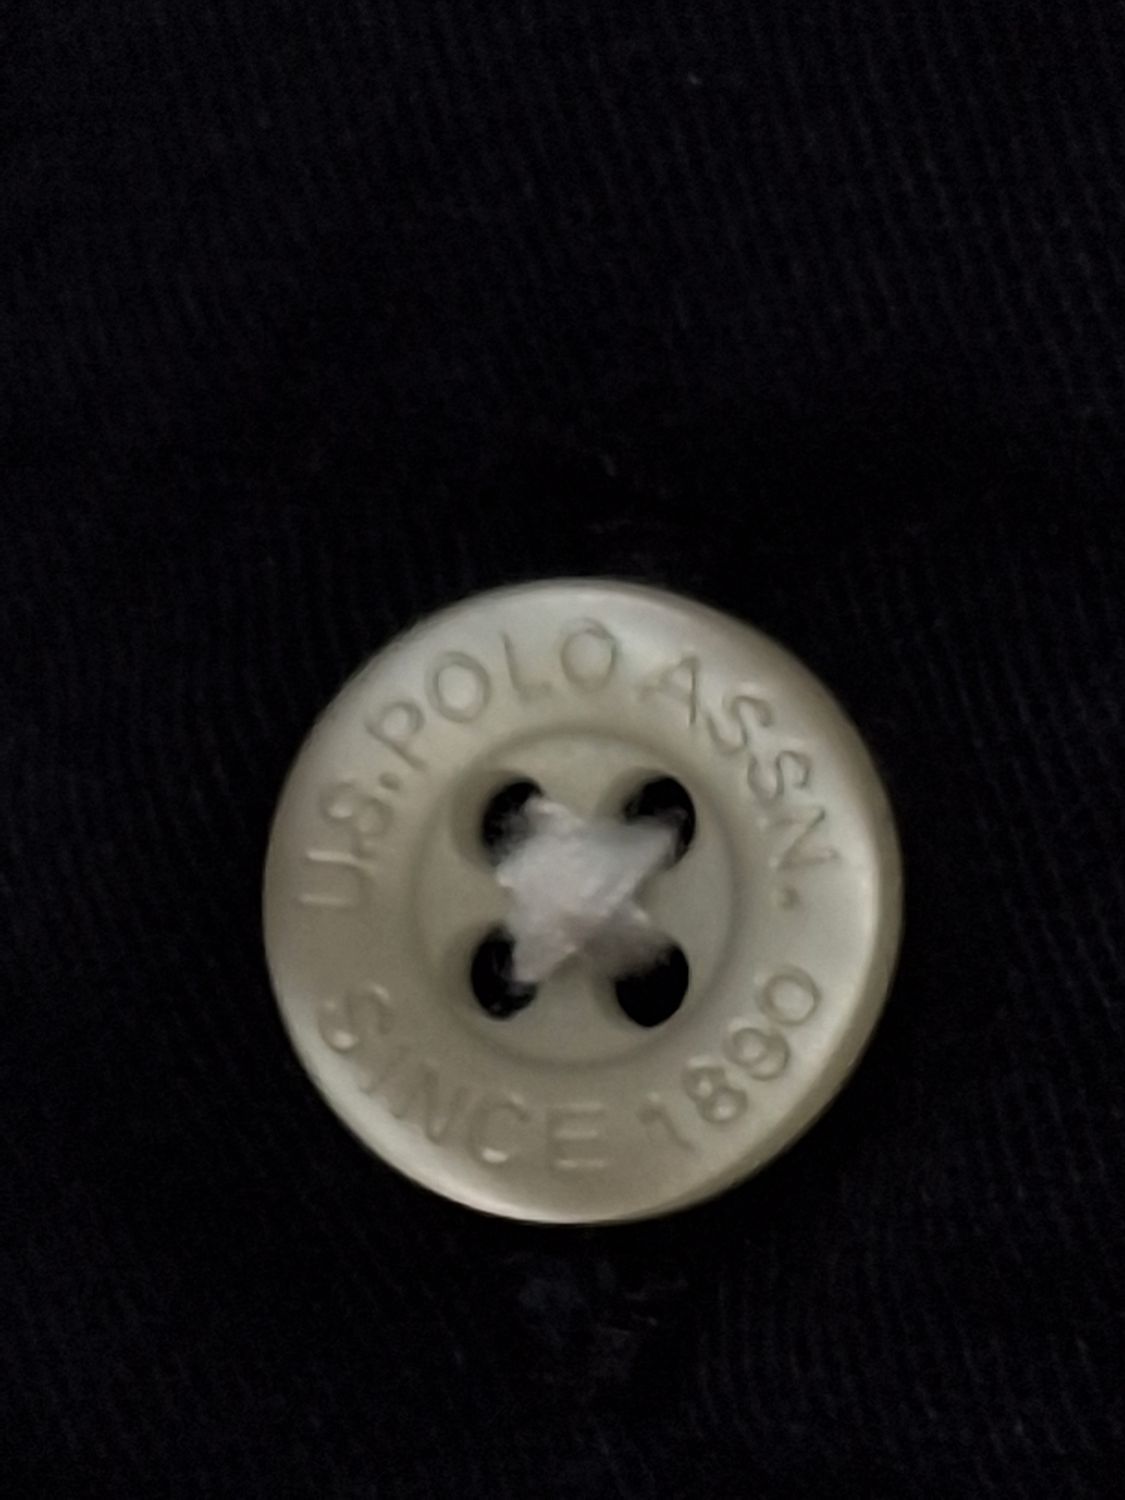 U.S. POLO ASSN.
SINCE 1890